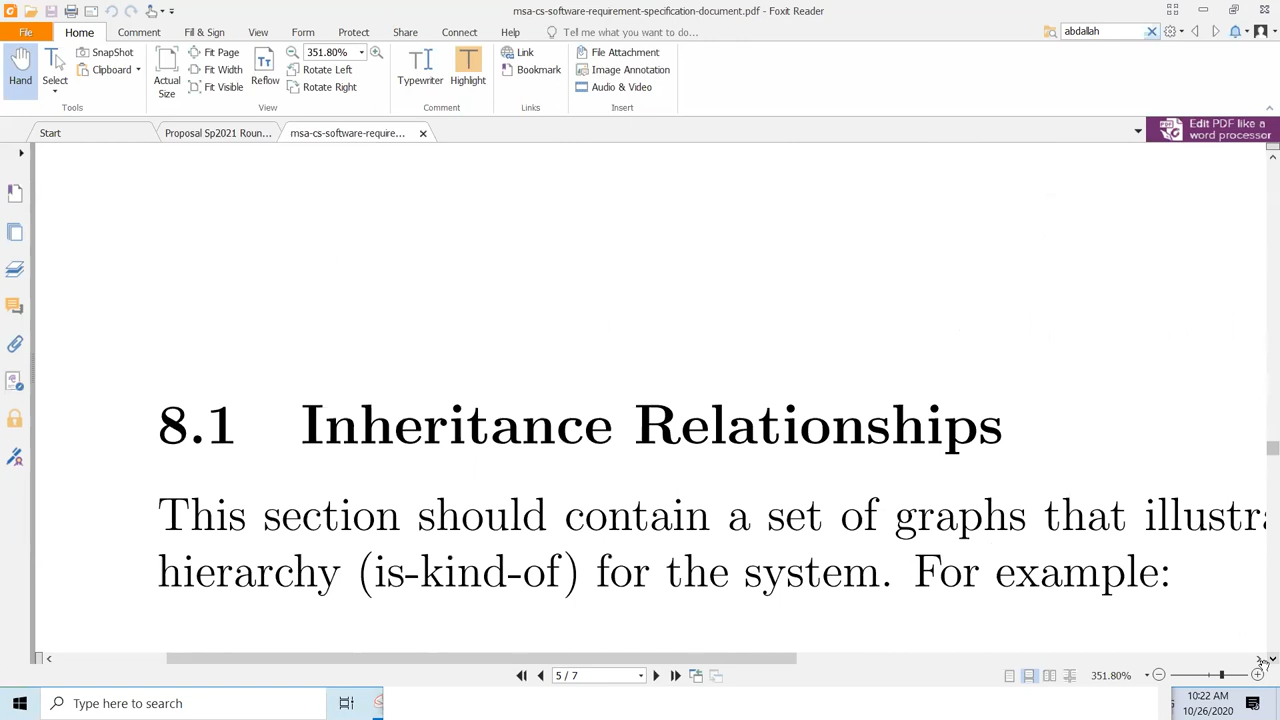 msa-cs-software-requirement-specification-document.pdf - Foxit Reader
File Home Comment Fill & Sign View Form Protect Share Connect Help Tell me what you want to do... abdallah
Hand
Select
SnapShot
Clipboard
Tools
Actual
Size
Fit Page
Fit Width
Fit Visible
Reflow
351.80%
Rotate Left
Rotate Right
View
Typewriter
Highlight
Comment
Link
Bookmark
Links
File Attachment
Image Annotation
Audio & Video
Insert
Start
Proposal Sp2021 Roun...
msa-cs-software-require...
Edit PDF like a
word processor
8.1 Inheritance Relationships
This section should contain a set of graphs that illustra
hierarchy (is-kind-of) for the system. For example:
5 / 7
351.80%
Type here to search
10:22 AM
10/26/2020